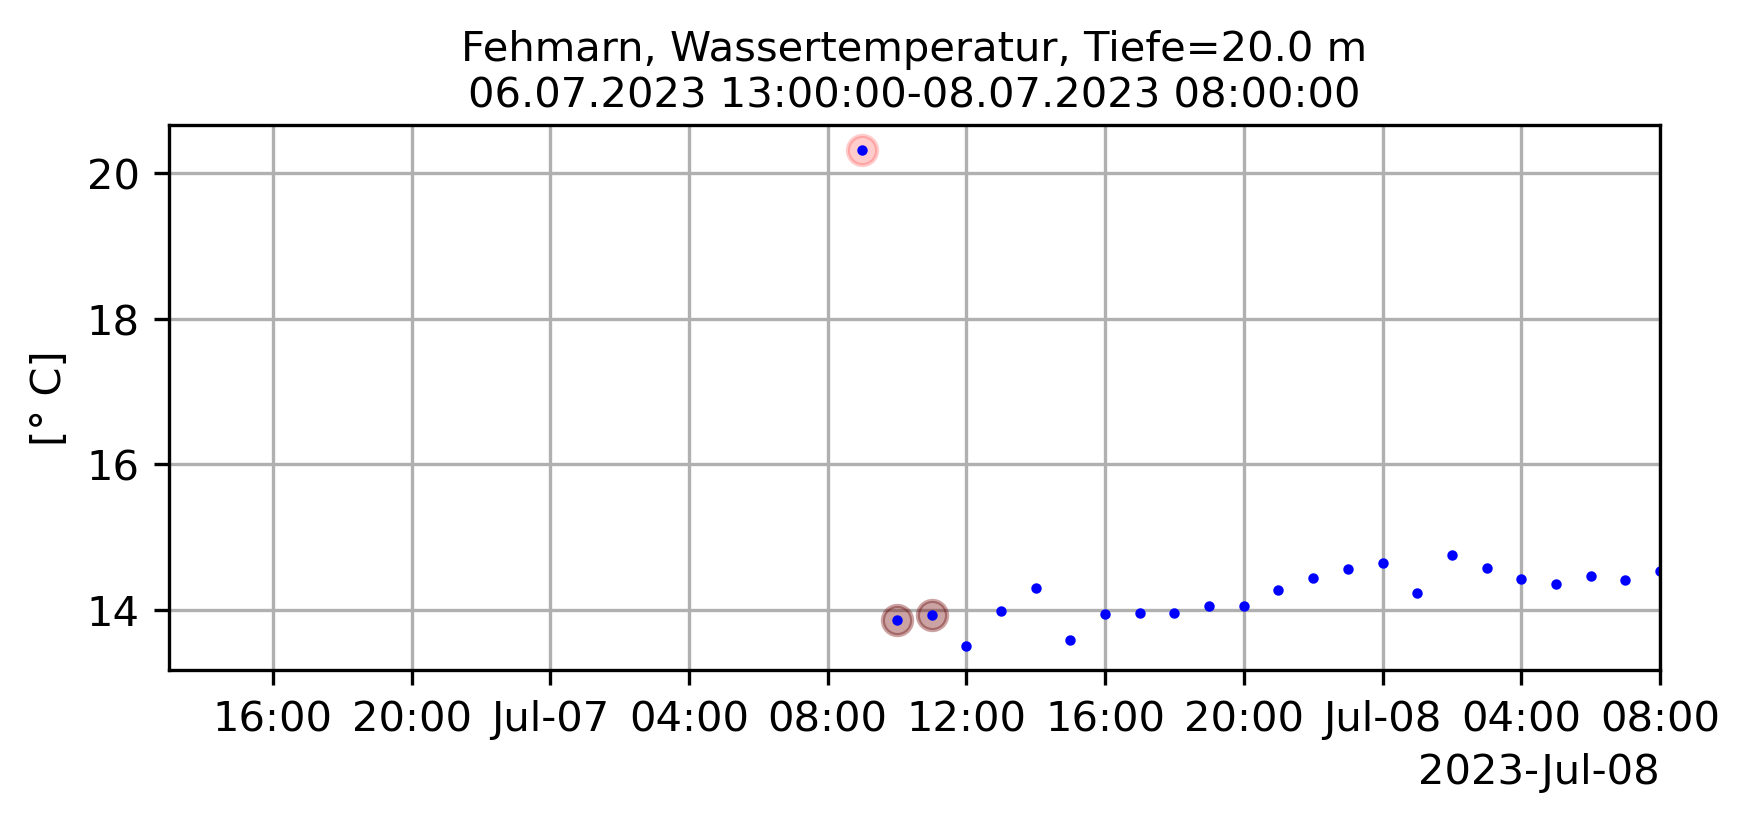 Fehmarn, Wassertemperatur, Tiefe=20.0 m
06.07.2023 13:00:00-08.07.2023 08:00:00
20
18
16
14
[° C]
16:00 20:00 Jul-07 04:00 08:00 12:00 16:00 20:00 Jul-08 04:00 08:00
2023-Jul-08